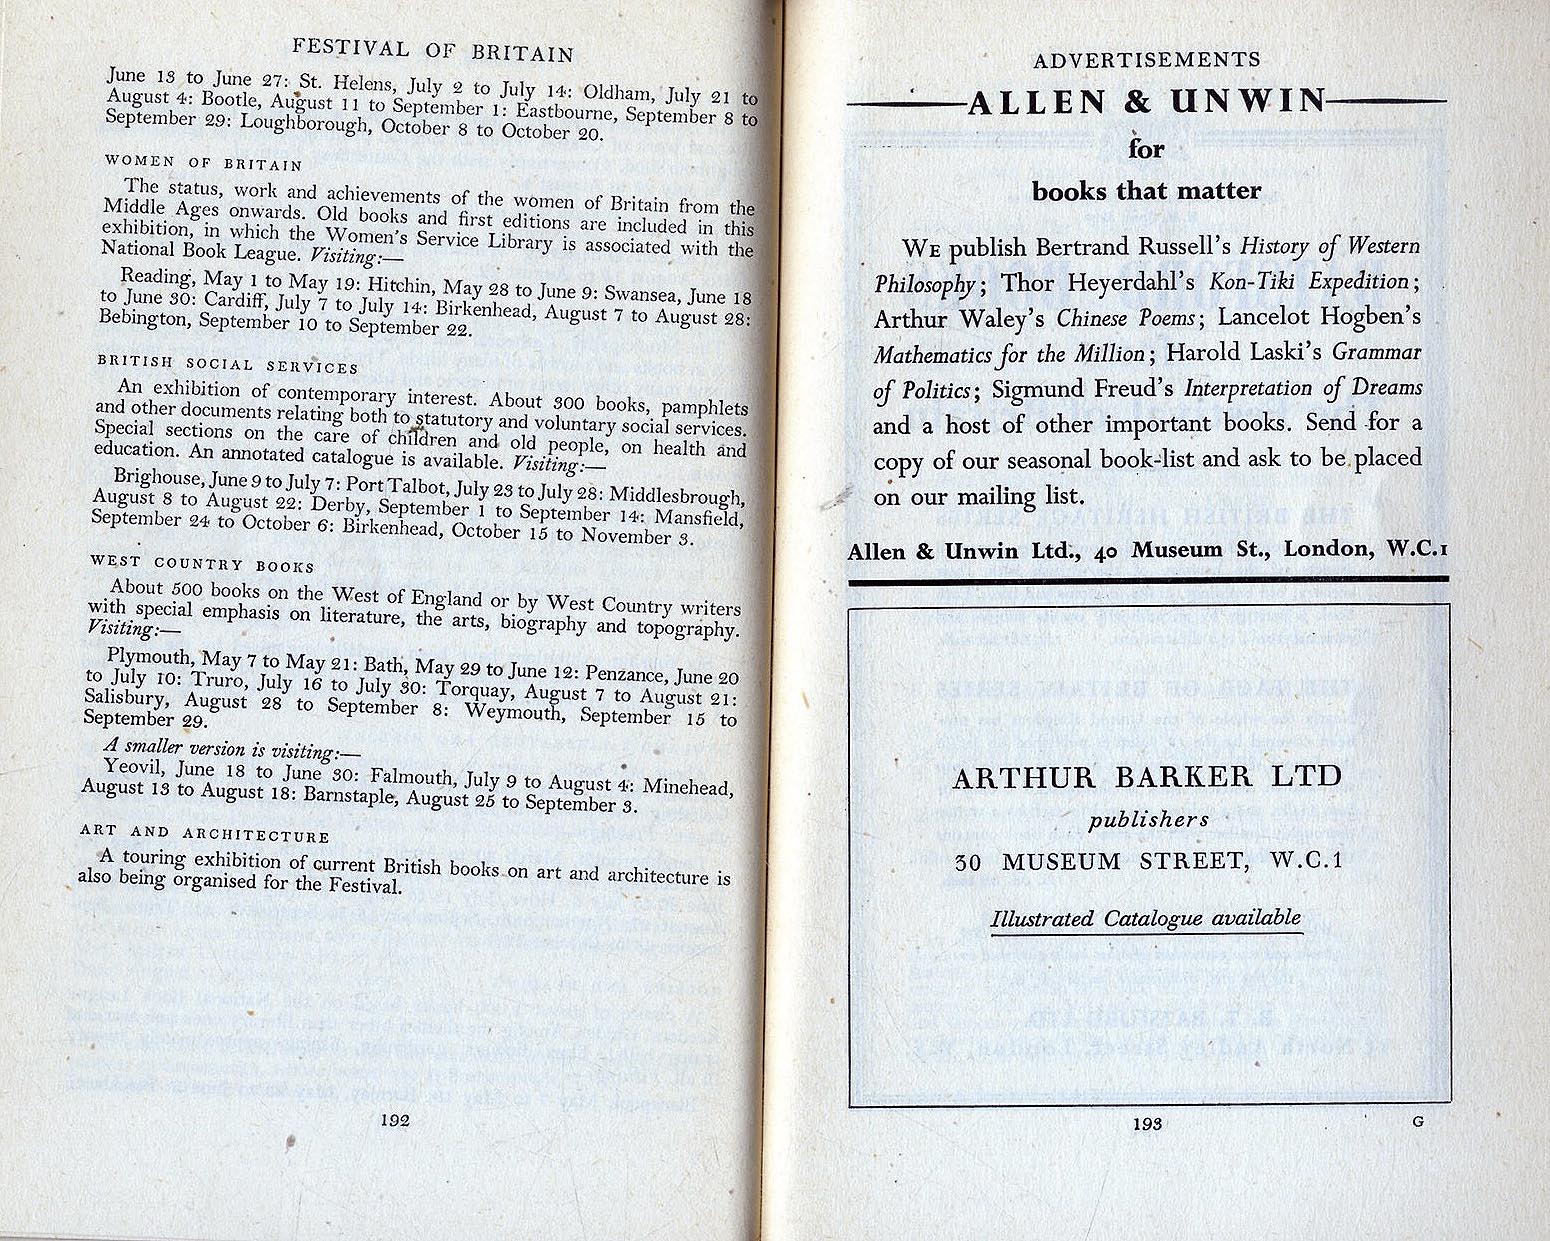 FESTIVAL OF BRITAIN
June 13 to June 27: St. Helens, July 2 to July 14: Oldham, July 21 to
August 4: Bootle, August 11 to September 1: Eastbourne, September 8 to
September 29: Loughborough, October 8 to October 20.
WOMEN OF BRITAIN
The status, work and achievements of the women of Britain from the
Middle Ages onwards. Old books and first editions are included in this
exhibition, in which the Women's Service Library is associated with the
National Book League. Visiting:—
Reading, May 1 to May 19: Hitchin, May 28 to June 9: Swansea, June 18
to June 30: Cardiff, July 7 to July 14: Birkenhead, August 7 to August 28:
Bebington, September 10 to September 22.
BRITISH SOCIAL SERVICES
An exhibition of contemporary interest. About 300 books, pamphlets
and other documents relating both to statutory and voluntary social services.
Special sections on the care of children and old people, on health and
education. An annotated catalogue is available. Visiting:—
Brighouse, June 9 to July 7: Port Talbot, July 23 to July 28: Middlesbrough,
August 8 to August 22: Derby, September 1 to September 14: Mansfield,
September 24 to October 6: Birkenhead, October 15 to November 3.
WEST COUNTRY BOOKS
About 500 books on the West of England or by West Country writers
with special emphasis on literature, the arts, biography and topography.
Visiting:—
Plymouth, May 7 to May 21: Bath, May 29 to June 12: Penzance, June 20
to July 10: Truro, July 16 to July 30: Torquay, August 7 to August 21:
Salisbury, August 28 to September 8: Weymouth, September 15 to
September 29.
A smaller version is visiting:—
Yeovil, June 18 to June 30: Falmouth, July 9 to August 4: Minehead,
August 13 to August 18: Barnstaple, August 25 to September 3.
ART AND ARCHITECTURE
A touring exhibition of current British books on art and architecture is
also being organised for the Festival.
192
ADVERTISEMENTS
ALLEN & UNWIN
for
books that matter
WE publish Bertrand Russell's History of Western
Philosophy; Thor Heyerdahl's Kon-Tiki Expedition;
Arthur Waley's Chinese Poems; Lancelot Hogben's
Mathematics for the Million; Harold Laski's Grammar
of Politics; Sigmund Freud's Interpretation of Dreams
and a host of other important books. Send for a
copy of our seasonal book-list and ask to be placed
on our mailing list.
Allen & Unwin Ltd., 40 Museum St., London, W.C.1
ARTHUR BARKER LTD
publishers
30 MUSEUM STREET, W.C.1
Illustrated Catalogue available
193
G